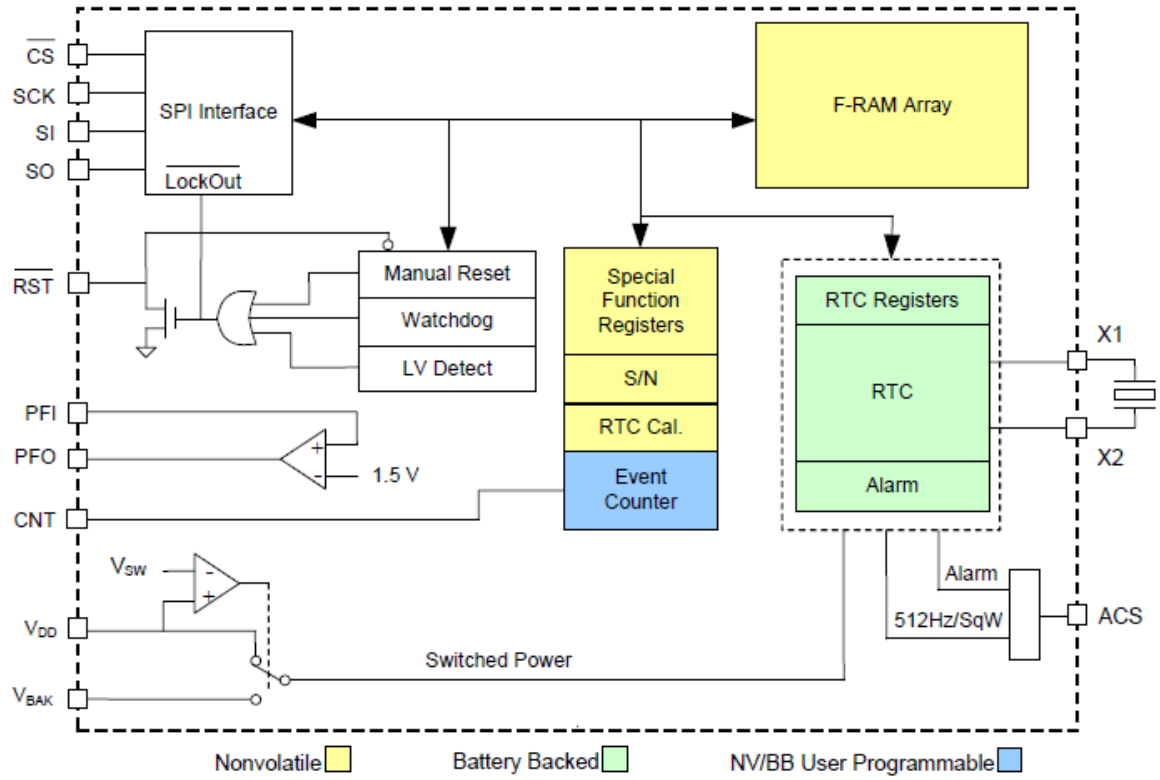 CS
SCK
SI
SO
SPI Interface
LockOut
F-RAM Array
RST
Manual Reset
Watchdog
LV Detect
Special
Function
Registers
S/N
RTC Cal.
Event
Counter
RTC Registers
RTC
Alarm
X1
X2
PFI
PFO
+
-
1.5 V
CNT
VSW
-
+
VDD
VBAK
Switched Power
Alarm
512Hz/SqW
ACS
Nonvolatile
Battery Backed
NV/BB User Programmable